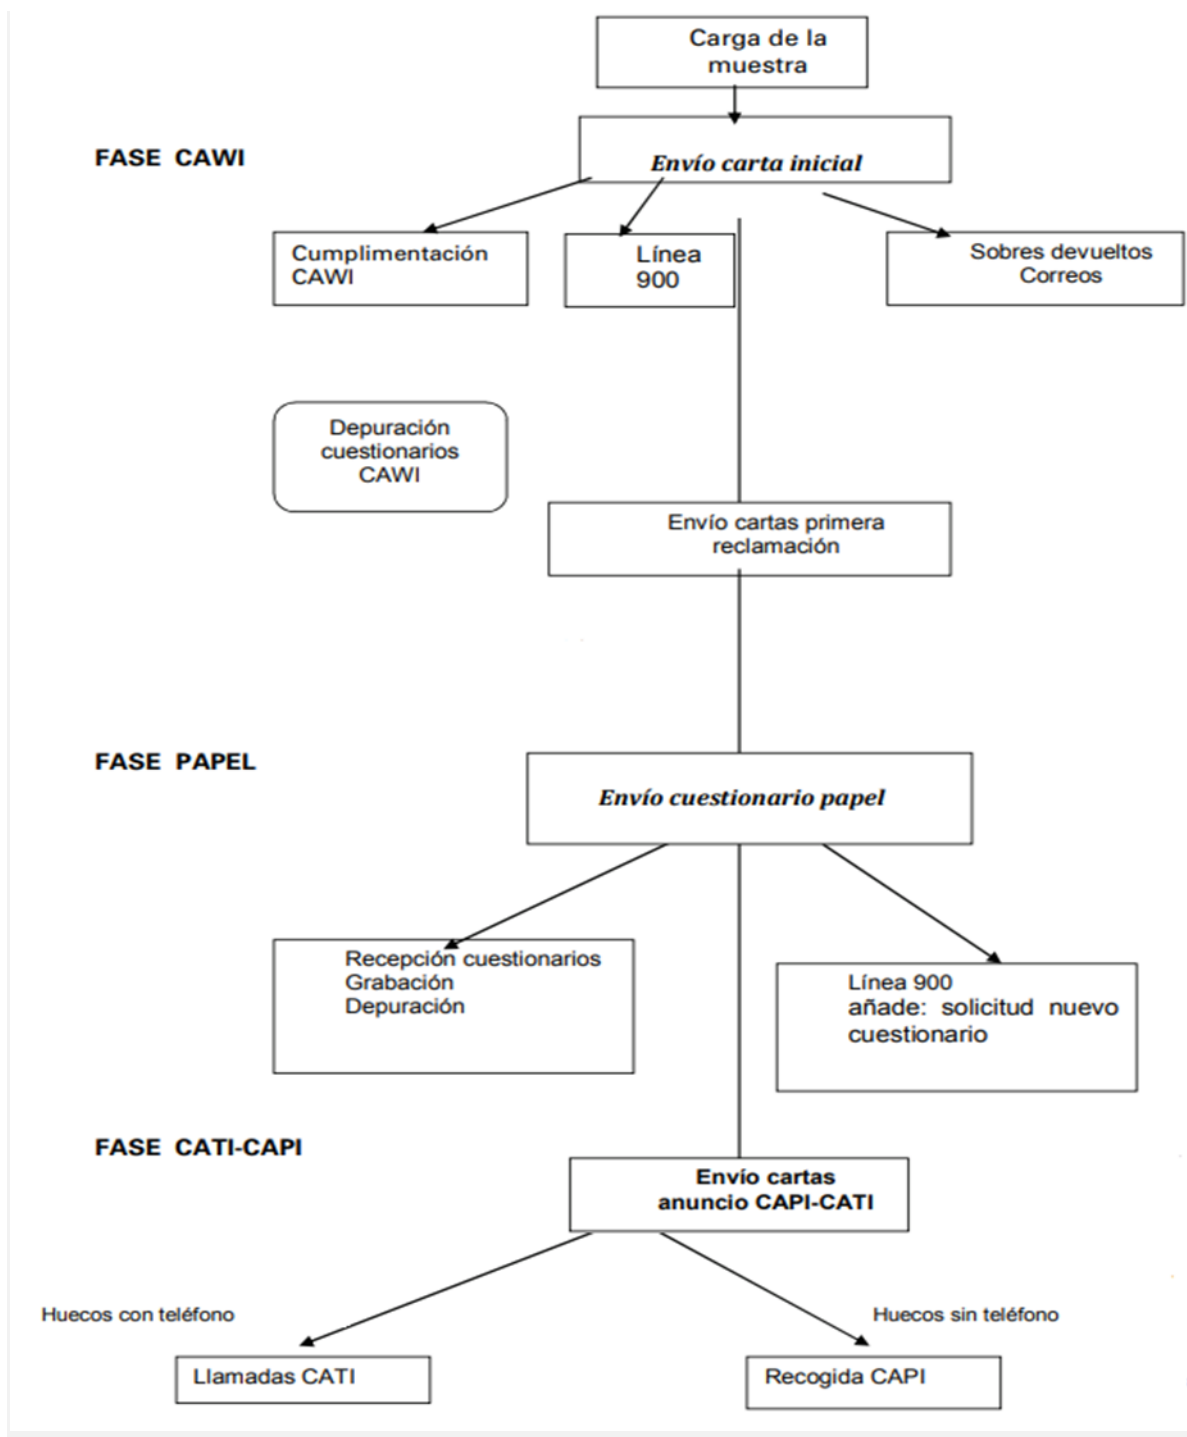 Carga de la
muestra
FASE CAWI
Envío carta inicial
Cumplimentación
CAWI
Línea
900
Sobres devueltos
Correos
Depuración
cuestionarios
CAWI
Envío cartas primera
reclamación
FASE PAPEL
Envío cuestionario papel
Recepción cuestionarios
Grabación
Depuración
Línea 900
añade: solicitud nuevo
cuestionario
FASE CATI-CAPI
Envío cartas
anuncio CAPI-CATI
Huecos con teléfono
Huecos sin teléfono
Llamadas CATI
Recogida CAPI